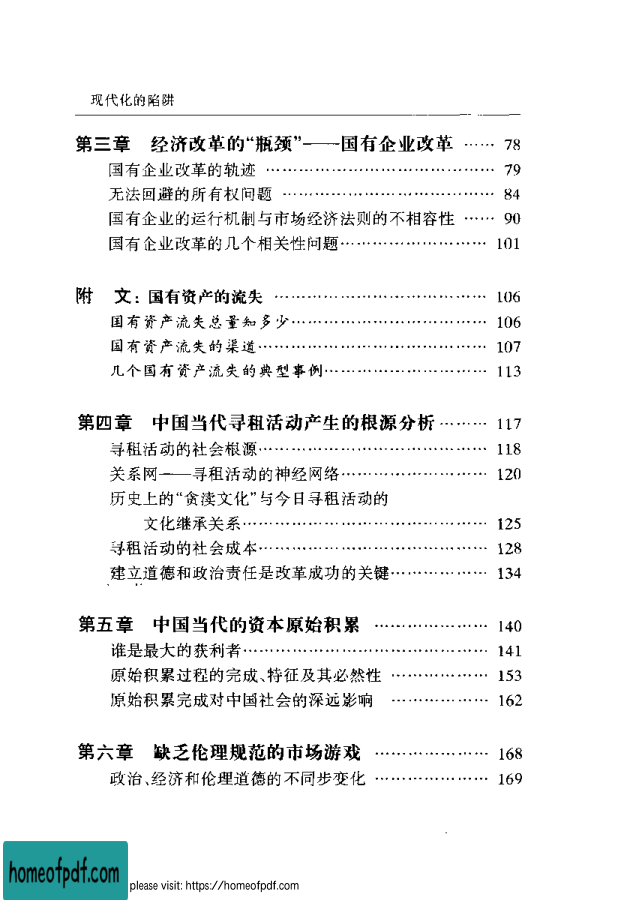 现代化的陷阱
第三章 经济改革的“瓶颈”——国有企业改革 …… 78
国有企业改革的轨迹 …………………………………… 79
无法回避的所有权问题 ………………………………… 84
国有企业的运行机制与市场经济法则的不相容性 …… 90
国有企业改革的几个相关性问题……………………… 101
附 文：国有资产的流失 ……………………………… 106
国有资产流失总量知多少……………………………… 106
国有资产流失的渠道…………………………………… 107
几个国有资产流失的典型事例………………………… 113
第四章 中国当代寻租活动产生的根源分析……… 117
寻租活动的社会根源…………………………………… 118
关系网——寻租活动的神经网络……………………… 120
历史上的“贪渎文化”与今日寻租活动的
文化继承关系…………………………………… 125
寻租活动的社会成本…………………………………… 128
建立道德和政治责任是改革成功的关键……………… 134
第五章 中国当代的资本原始积累 ………………… 140
谁是最大的获利者……………………………………… 141
原始积累过程的完成、特征及其必然性 ……………… 153
原始积累完成对中国社会的深远影响 ……………… 162
第六章 缺乏伦理规范的市场游戏 ………………… 168
政治、经济和伦理道德的不同步变化 ………………… 169
homeofpdf.com
please visit: https://homeofpdf.com